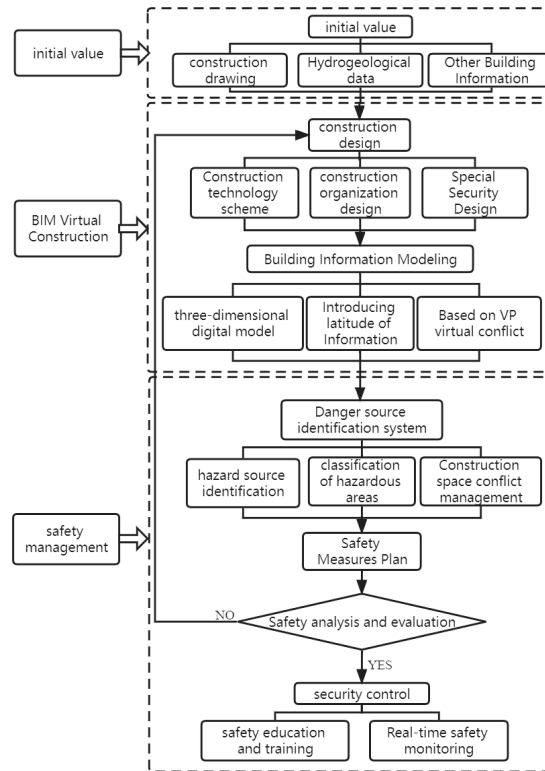 initial value
initial value
construction
drawing
Hydrogeological
data
Other Building
Information
BIM Virtual
Construction
construction
design
Construction
technology
scheme
construction
organization
design
Special
Security
Design
Building Information Modeling
three-dimensional
digital model
Introducing
latitude of
Information
Based on VP
virtual conflict
safety
management
Danger source
identification system
hazard source
identification
classification
of hazardous
areas
Construction
space conflict
management
Safety
Measures Plan
NO
Safety analysis and evaluation
YES
security control
safety education
and training
Real-time safety
monitoring